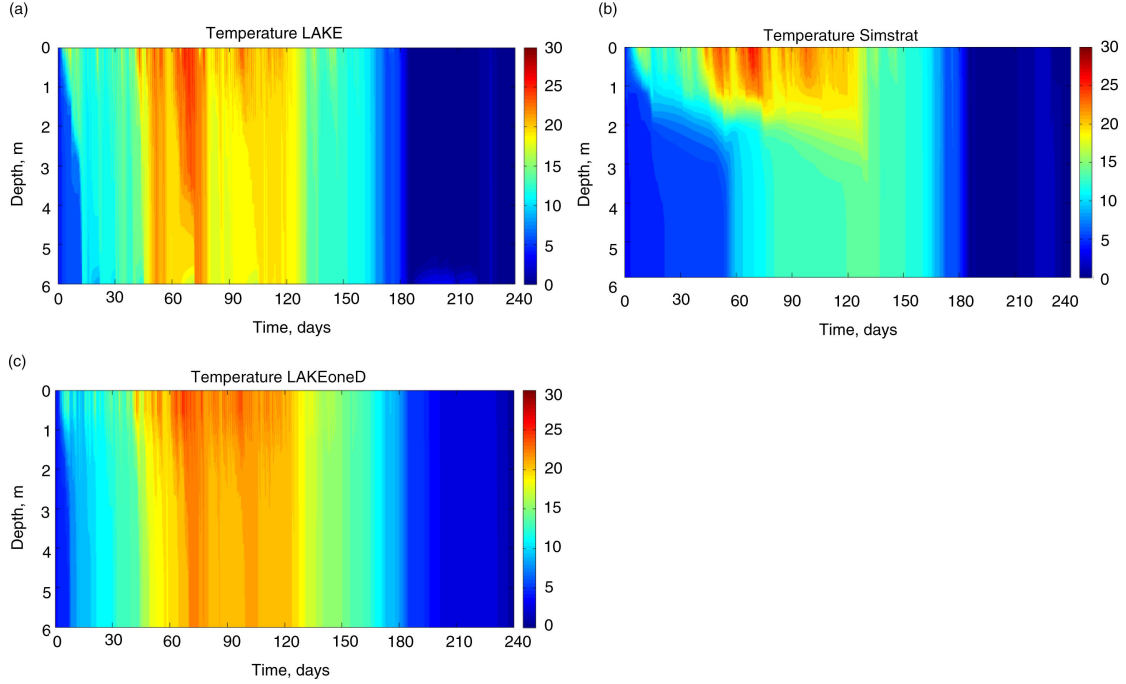 (a)
Temperature LAKE
0
1
2
3
4
5
6
Depth, m
0 30 60 90 120 150 180 210 240
Time, days
30
25
20
15
10
5
0
(b)
Temperature Simstrat
0
1
2
3
4
5
6
Depth, m
0 30 60 90 120 150 180 210 240
Time, days
30
25
20
15
10
5
0
(c)
Temperature LAKEoneD
0
1
2
3
4
5
6
Depth, m
0 30 60 90 120 150 180 210 240
Time, days
30
25
20
15
10
5
0